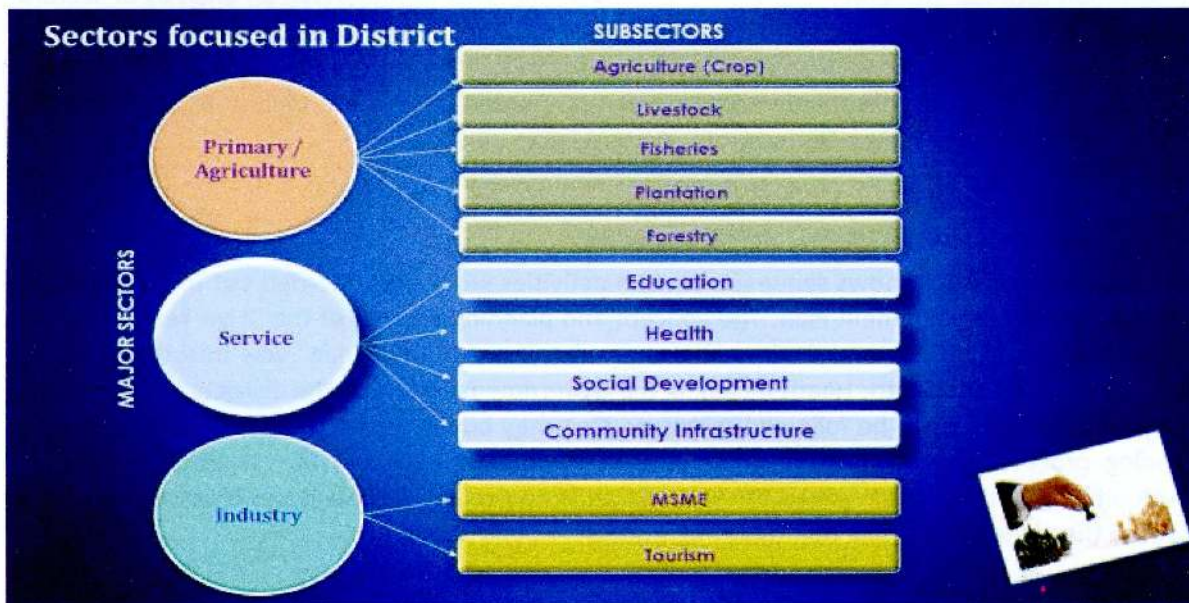 Sectors focused in District
SUBSECTORS
MAJOR SECTORS
Primary /
Agriculture
Agriculture (Crop)
Livestock
Fisheries
Plantation
Forestry
Service
Education
Health
Social Development
Community Infrastructure
Industry
MSME
Tourism